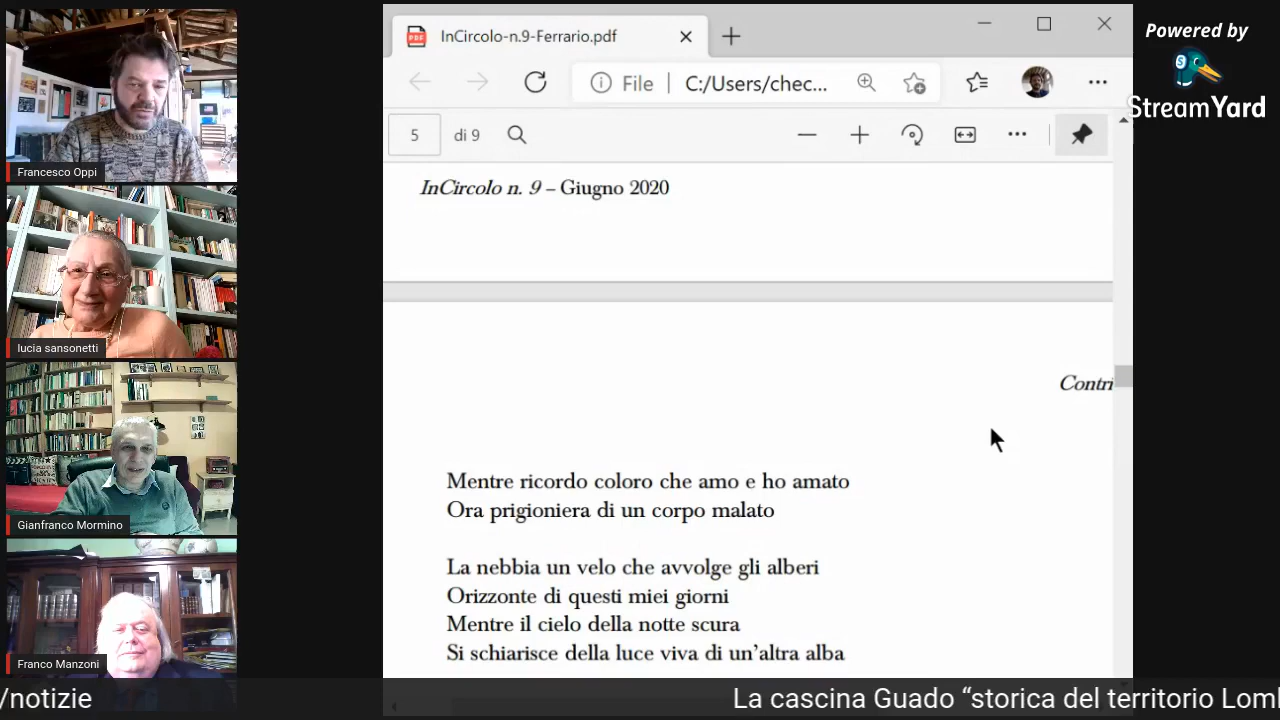 Francesco Oppi
lucia sansonetti
Gianfranco Mormino
Franco Manzoni
InCircolo-n.9-Ferrario.pdf
File
C:/Users/chec...
5 di 9
InCircolo n. 9 – Giugno 2020
Contri
Mentre ricordo coloro che amo e ho amato
Ora prigioniera di un corpo malato
La nebbia un velo che avvolge gli alberi
Orizzonte di questi miei giorni
Mentre il cielo della notte scura
Si schiarisce della luce viva di un’altra alba
Powered by
StreamYard
/notizie
La cascina Guado “storica del territorio Lom